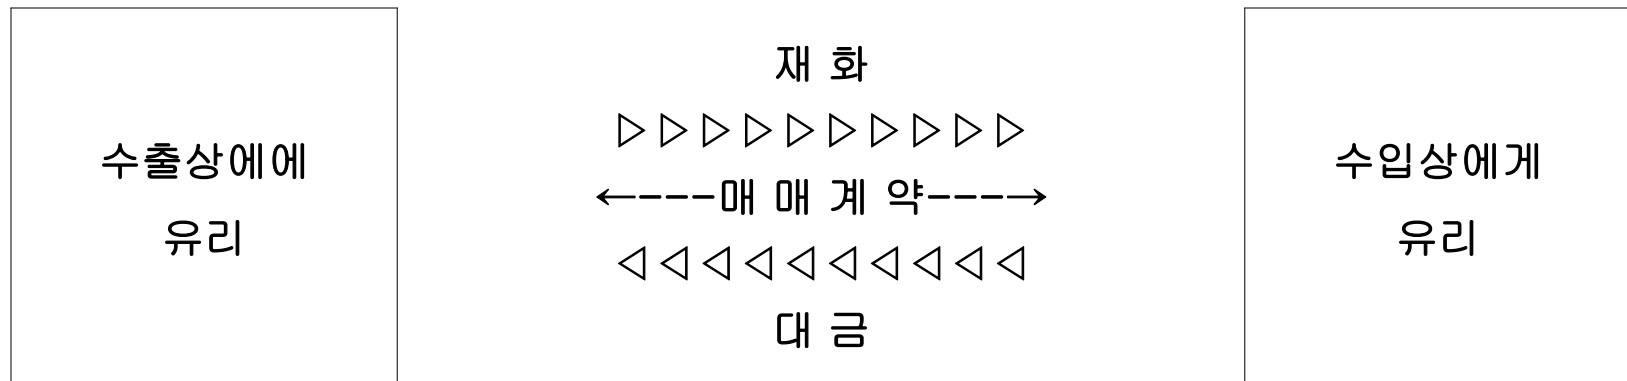 재 화
▷▷▷▷▷▷▷▷▷▷
수출상에에
유리
←----매 매 계 약----→
수입상에게
유리
◁◁◁◁◁◁◁◁◁◁
대 금